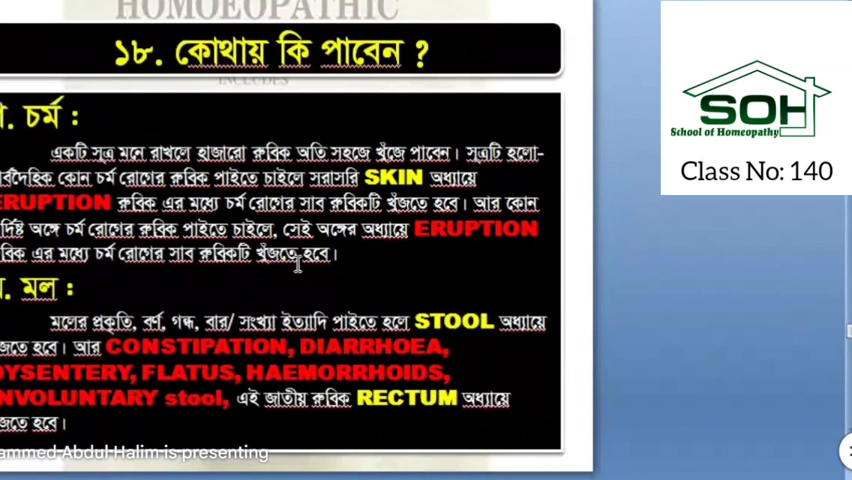 HOMOEOPATHIC
১৮. কোথায় কি পাবেন ?
INCLUDES
. চর্ম :
একটি সূত্র মনে রাখলে হাজারো রুব্রিক অতি সহজে খুঁজে পাবেন। সূত্রটি হলো-
র্বদৈহিক কোন চর্ম রোগের রুব্রিক পাইতে চাইলে সরাসরি SKIN অধ্যায়ে
ERUPTION রুব্রিক এর মধ্যে চর্ম রোগের সাব রুব্রিকটি খুঁজতে হবে। আর কোন
র্দিষ্ট অঙ্গে চর্ম রোগের রুব্রিক পাইতে চাইলে, সেই অঙ্গের অধ্যায়ে ERUPTION
ব্রিক এর মধ্যে চর্ম রোগের সাব রুব্রিকটি খুঁজতে হবে।
. মল :
মলের প্রকৃতি, বর্ণ, গন্ধ, বার/ সংখ্যা ইত্যাদি পাইতে হলে STOOL অধ্যায়ে
জতে হবে। আর CONSTIPATION, DIARRHOEA,
DYSENTERY, FLATUS, HAEMORRHOIDS,
INVOLUNTARY stool, এই জাতীয় রুব্রিক RECTUM অধ্যায়ে
জতে হবে।
ammed Abdul Halim is presenting
SOH
School of Homeopathy
Class No: 140